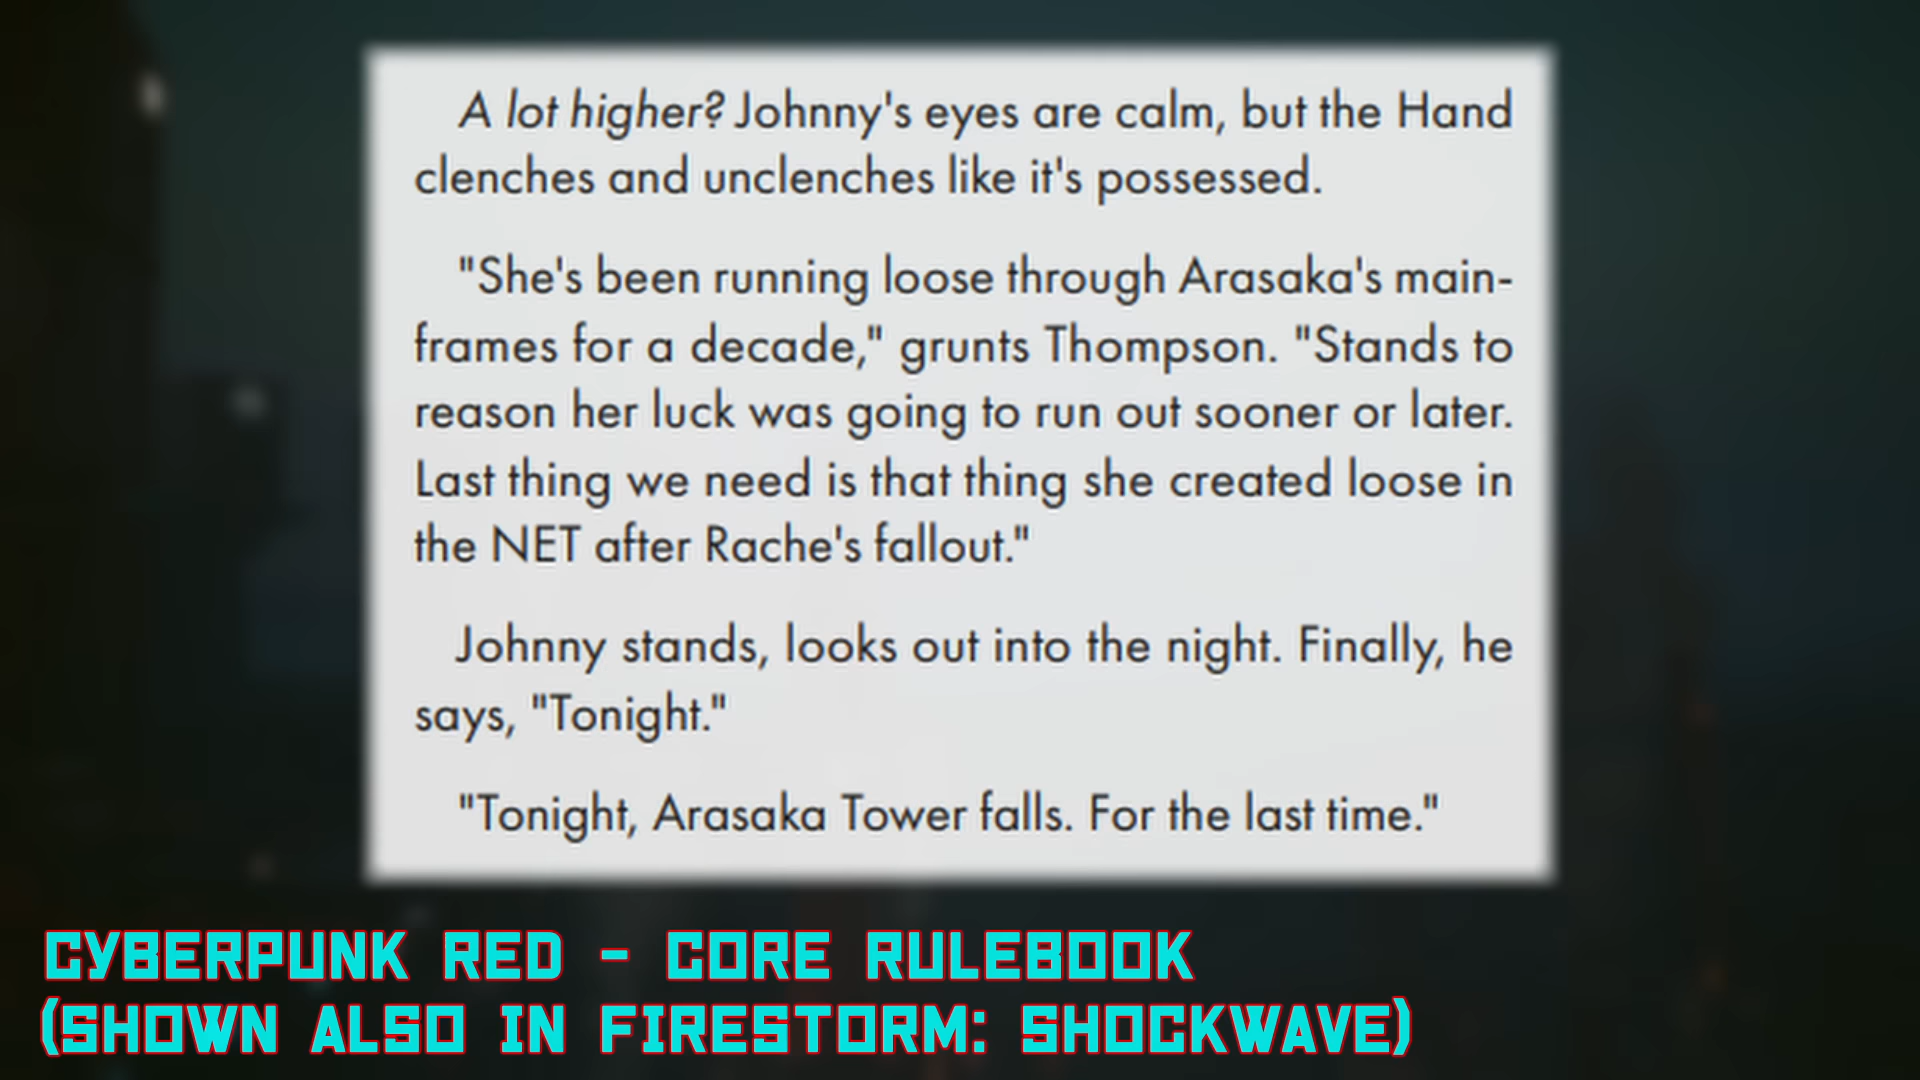 A lot higher? Johnny's eyes are calm, but the Hand
clenches and unclenches like it's possessed.
"She's been running loose through Arasaka's main-
frames for a decade," grunts Thompson. "Stands to
reason her luck was going to run out sooner or later.
Last thing we need is that thing she created loose in
the NET after Rache's fallout."
Johnny stands, looks out into the night. Finally, he
says, "Tonight."
"Tonight, Arasaka Tower falls. For the last time."
CYBERPUNK RED - CORE RULEBOOK
(SHOWN ALSO IN FIRESTORM: SHOCKWAVE)